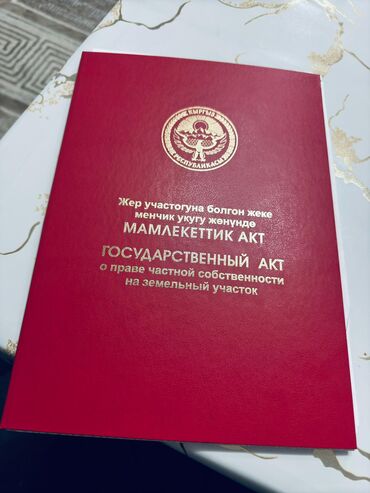 КЫРГЫЗ
РЕСПУБЛИКАСЫ
Жер участогуна болгон жеке
менчик укугу жөнүндө
МАМЛЕКЕТТИК АКТ
ГОСУДАРСТВЕННЫЙ АКТ
о праве частной собственности
на земельный участок